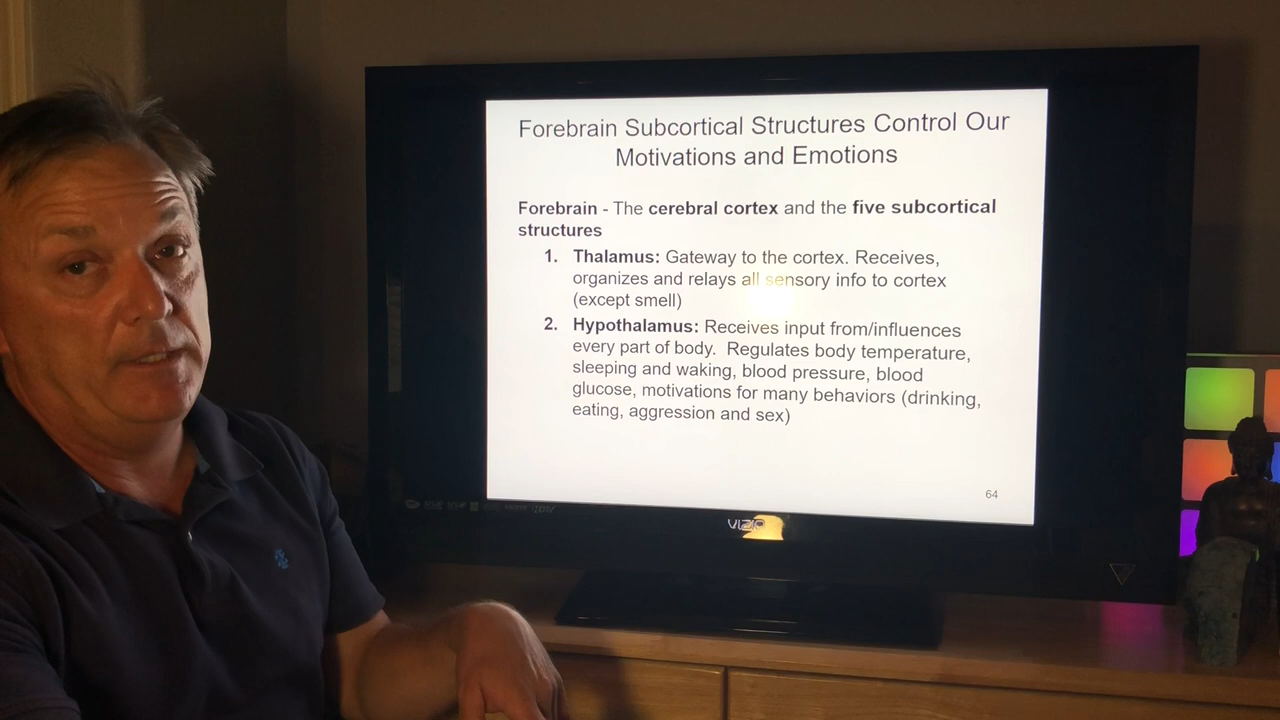 Forebrain Subcortical Structures Control Our
Motivations and Emotions
Forebrain - The cerebral cortex and the five subcortical
structures
1. Thalamus: Gateway to the cortex. Receives,
organizes and relays all sensory info to cortex
(except smell)
2. Hypothalamus: Receives input from/influences
every part of body. Regulates body temperature,
sleeping and waking, blood pressure, blood
glucose, motivations for many behaviors (drinking,
eating, aggression and sex)
64
VIZIO